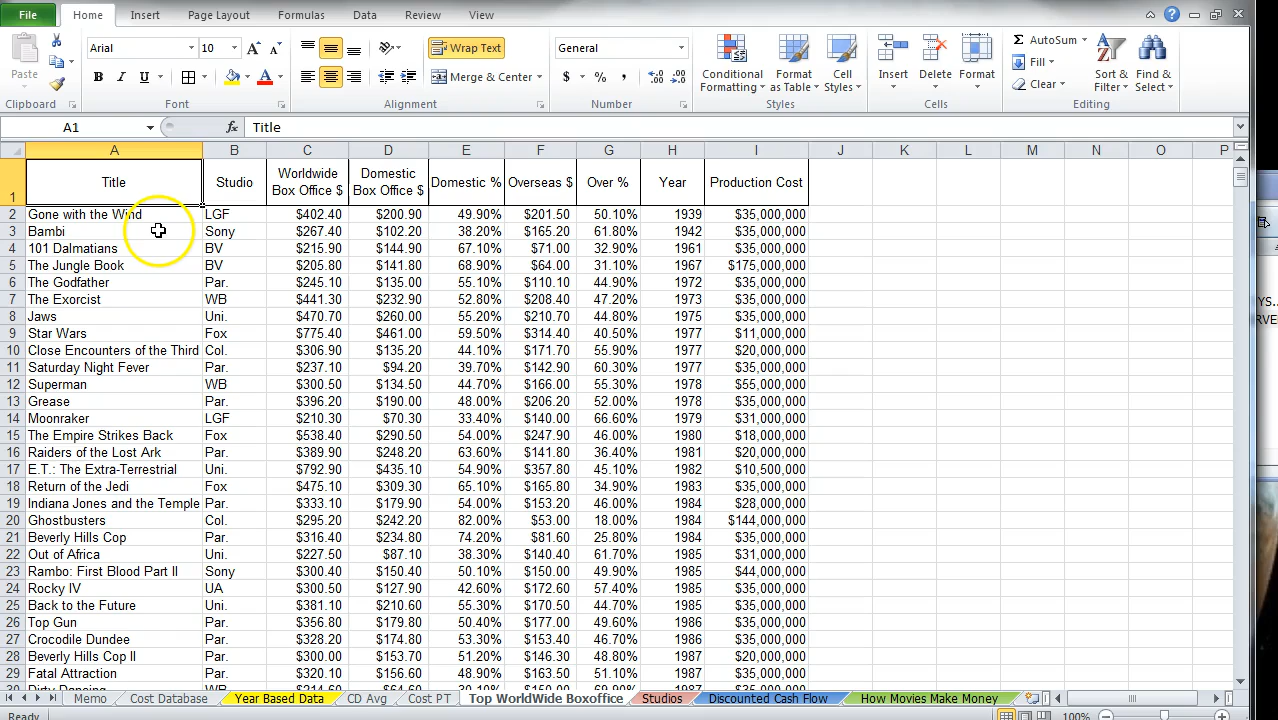 File Home Insert Page Layout Formulas Data Review View
Arial 10 Wrap Text General AutoSum
Paste B I U Merge & Center $ % , Conditional Formatting Format as Table Cell Styles Insert Delete Format Fill Clear Sort & Filter Find & Select
Clipboard Font Alignment Number Styles Cells Editing
A1 fx Title
A B C D E F G H I J K L M N O P
1 Title Studio Worldwide Box Office $ Domestic Box Office $ Domestic % Overseas $ Over % Year Production Cost
2 Gone with the Wind LGF $402.40 $200.90 49.90% $201.50 50.10% 1939 $35,000,000
3 Bambi Sony $267.40 $102.20 38.20% $165.20 61.80% 1942 $35,000,000
4 101 Dalmatians BV $215.90 $144.90 67.10% $71.00 32.90% 1961 $35,000,000
5 The Jungle Book BV $205.80 $141.80 68.90% $64.00 31.10% 1967 $175,000,000
6 The Godfather Par. $245.10 $135.00 55.10% $110.10 44.90% 1972 $35,000,000
7 The Exorcist WB $441.30 $232.90 52.80% $208.40 47.20% 1973 $35,000,000
8 Jaws Uni. $470.70 $260.00 55.20% $210.70 44.80% 1975 $35,000,000
9 Star Wars Fox $775.40 $461.00 59.50% $314.40 40.50% 1977 $11,000,000
10 Close Encounters of the Third Col. $306.90 $135.20 44.10% $171.70 55.90% 1977 $20,000,000
11 Saturday Night Fever Par. $237.10 $94.20 39.70% $142.90 60.30% 1977 $35,000,000
12 Superman WB $300.50 $134.50 44.70% $166.00 55.30% 1978 $55,000,000
13 Grease Par. $396.20 $190.00 48.00% $206.20 52.00% 1978 $35,000,000
14 Moonraker LGF $210.30 $70.30 33.40% $140.00 66.60% 1979 $31,000,000
15 The Empire Strikes Back Fox $538.40 $290.50 54.00% $247.90 46.00% 1980 $18,000,000
16 Raiders of the Lost Ark Par. $389.90 $248.20 63.60% $141.80 36.40% 1981 $20,000,000
17 E.T.: The Extra-Terrestrial Uni. $792.90 $435.10 54.90% $357.80 45.10% 1982 $10,500,000
18 Return of the Jedi Fox $475.10 $309.30 65.10% $165.80 34.90% 1983 $35,000,000
19 Indiana Jones and the Temple Par. $333.10 $179.90 54.00% $153.20 46.00% 1984 $28,000,000
20 Ghostbusters Col. $295.20 $242.20 82.00% $53.00 18.00% 1984 $144,000,000
21 Beverly Hills Cop Par. $316.40 $234.80 74.20% $81.60 25.80% 1984 $35,000,000
22 Out of Africa Uni. $227.50 $87.10 38.30% $140.40 61.70% 1985 $31,000,000
23 Rambo: First Blood Part II Sony $300.40 $150.40 50.10% $150.00 49.90% 1985 $44,000,000
24 Rocky IV UA $300.50 $127.90 42.60% $172.60 57.40% 1985 $35,000,000
25 Back to the Future Uni. $381.10 $210.60 55.30% $170.50 44.70% 1985 $35,000,000
26 Top Gun Par. $356.80 $179.80 50.40% $177.00 49.60% 1986 $35,000,000
27 Crocodile Dundee Par. $328.20 $174.80 53.30% $153.40 46.70% 1986 $35,000,000
28 Beverly Hills Cop II Par. $300.00 $153.70 51.20% $146.30 48.80% 1987 $20,000,000
29 Fatal Attraction Par. $320.10 $156.60 48.90% $163.50 51.10% 1987 $35,000,000
30 Dirty Dancing WB $214.60 $64.60 30.10% 69.90% 1987 $35,000,000
Memo Cost Database Year Based Data CD Avg Cost PT Top WorldWide Boxoffice Studios Discounted Cash Flow How Movies Make Money
Ready 100%